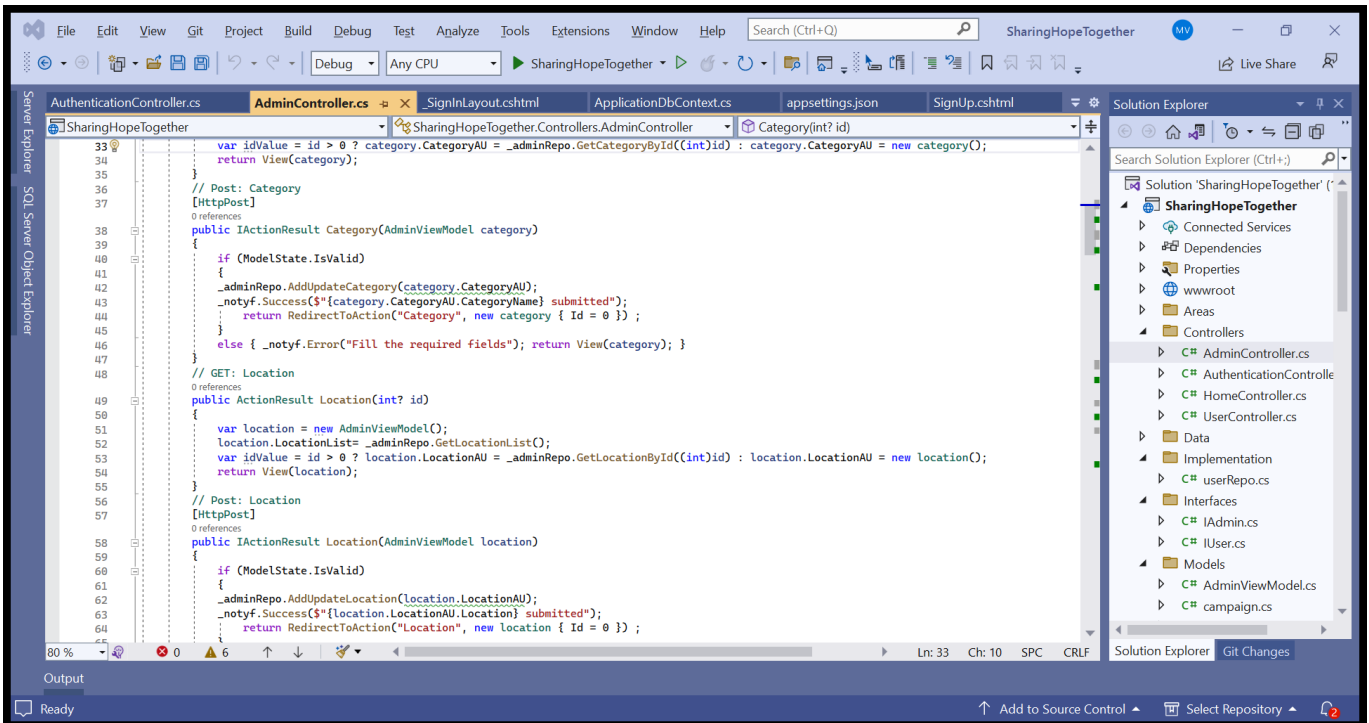 File Edit View Git Project Build Debug Test Analyze Tools Extensions Window Help Search (Ctrl+Q) SharingHopeTogether MV
Debug Any CPU SharingHopeTogether Live Share
Server Explorer
SQL Server Object Explorer
AuthenticationController.cs AdminController.cs _SignInLayout.cshtml ApplicationDbContext.cs appsettings.json SignUp.cshtml
SharingHopeTogether SharingHopeTogether.Controllers.AdminController Category(int? id)
33 var idValue = id > 0 ? category.CategoryAU = _adminRepo.GetCategoryById((int)id) : category.CategoryAU = new category();
34 return View(category);
35 }
36 // Post: Category
37 [HttpPost]
0 references
38 public IActionResult Category(AdminViewModel category)
39 {
40 if (ModelState.IsValid)
41 {
42 _adminRepo.AddUpdateCategory(category.CategoryAU);
43 _notyf.Success($"{category.CategoryAU.CategoryName} submitted");
44 return RedirectToAction("Category", new category { Id = 0 }) ;
45 }
46 else { _notyf.Error("Fill the required fields"); return View(category); }
47 }
48 // GET: Location
0 references
49 public ActionResult Location(int? id)
50 {
51 var location = new AdminViewModel();
52 location.LocationList= _adminRepo.GetLocationList();
53 var idValue = id > 0 ? location.LocationAU = _adminRepo.GetLocationById((int)id) : location.LocationAU = new location();
54 return View(location);
55 }
56 // Post: Location
57 [HttpPost]
0 references
58 public IActionResult Location(AdminViewModel location)
59 {
60 if (ModelState.IsValid)
61 {
62 _adminRepo.AddUpdateLocation(location.LocationAU);
63 _notyf.Success($"{location.LocationAU.Location} submitted");
64 return RedirectToAction("Location", new location { Id = 0 }) ;
80 % 0 6 Ln: 33 Ch: 10 SPC CRLF
Solution Explorer
Search Solution Explorer (Ctrl+;)
Solution 'SharingHopeTogether' (
SharingHopeTogether
Connected Services
Dependencies
Properties
wwwroot
Areas
Controllers
C# AdminController.cs
C# AuthenticationControlle
C# HomeController.cs
C# UserController.cs
Data
Implementation
C# userRepo.cs
Interfaces
C# IAdmin.cs
C# IUser.cs
Models
C# AdminViewModel.cs
C# campaign.cs
Solution Explorer Git Changes
Output
Ready Add to Source Control Select Repository 2